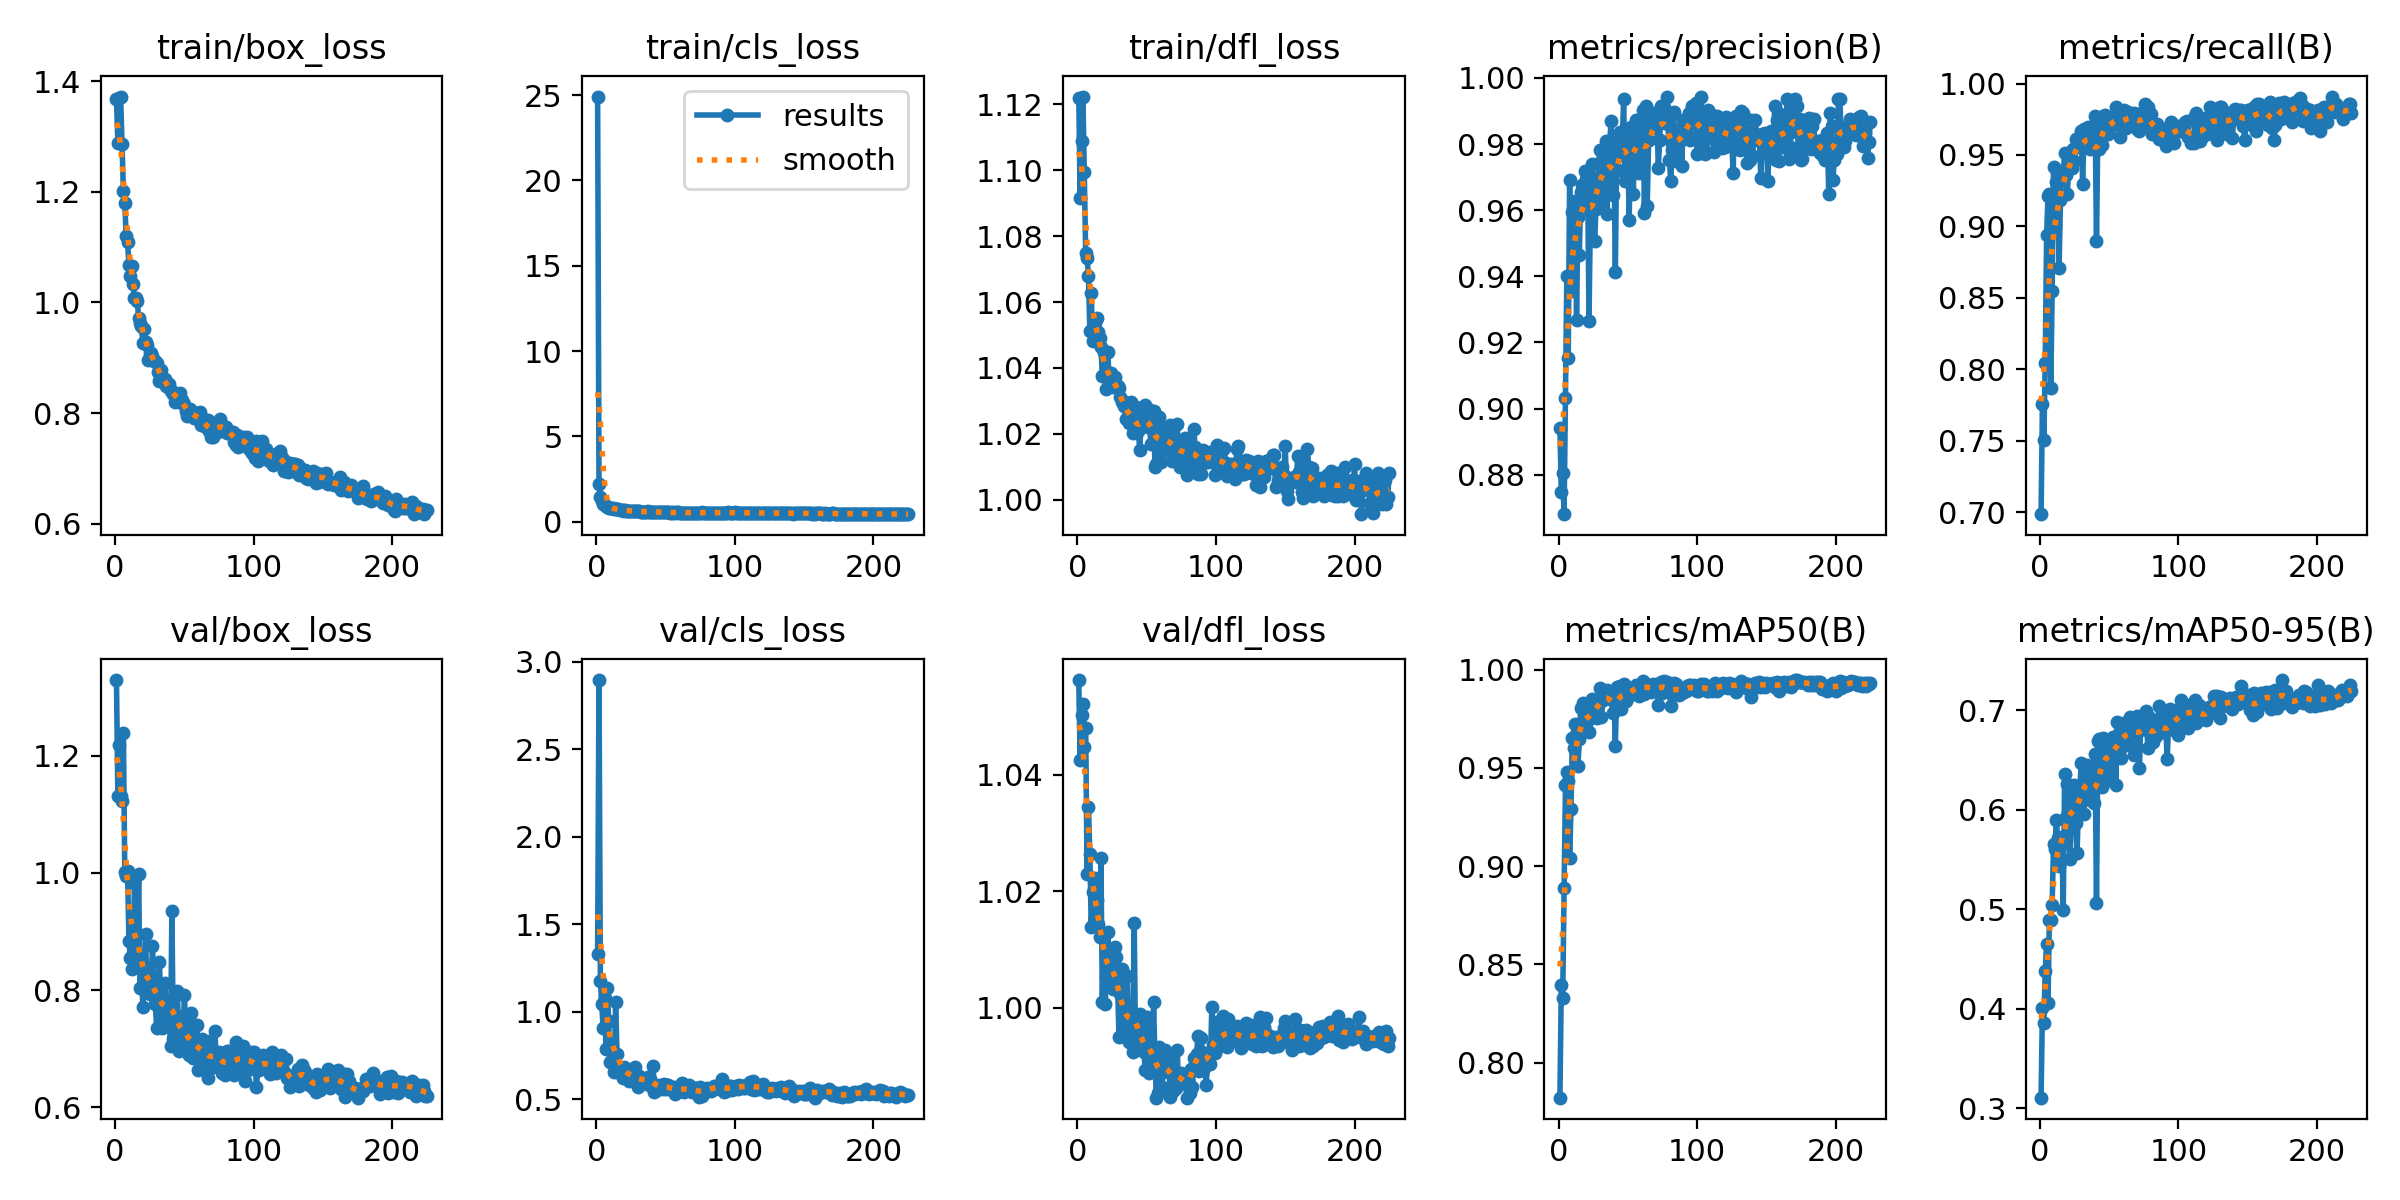 train/box_loss
1.4
1.2
1.0
0.8
0.6
0 100 200
train/cls_loss
results
smooth
25
20
15
10
5
0
0 100 200
train/dfl_loss
1.12
1.10
1.08
1.06
1.04
1.02
1.00
0 100 200
metrics/precision(B)
1.00
0.98
0.96
0.94
0.92
0.90
0.88
0 100 200
metrics/recall(B)
1.00
0.95
0.90
0.85
0.80
0.75
0.70
0 100 200
val/box_loss
1.2
1.0
0.8
0.6
0 100 200
val/cls_loss
3.0
2.5
2.0
1.5
1.0
0.5
0 100 200
val/dfl_loss
1.04
1.02
1.00
0 100 200
metrics/mAP50(B)
1.00
0.95
0.90
0.85
0.80
0 100 200
metrics/mAP50-95(B)
0.7
0.6
0.5
0.4
0.3
0 100 200